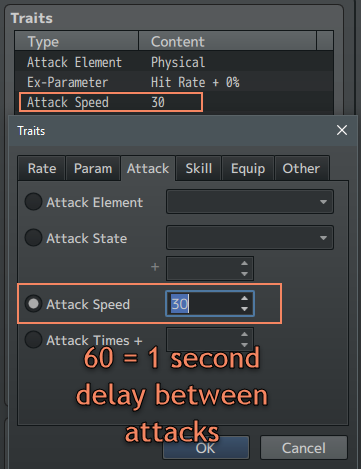 Traits
Type Content
Attack Element Physical
Ex-Parameter Hit Rate + 0%
Attack Speed 30
Traits
Rate Param Attack Skill Equip Other
Attack Element
Attack State
+
Attack Speed 30
Attack Times +
60 = 1 second
delay between
attacks
OK Cancel